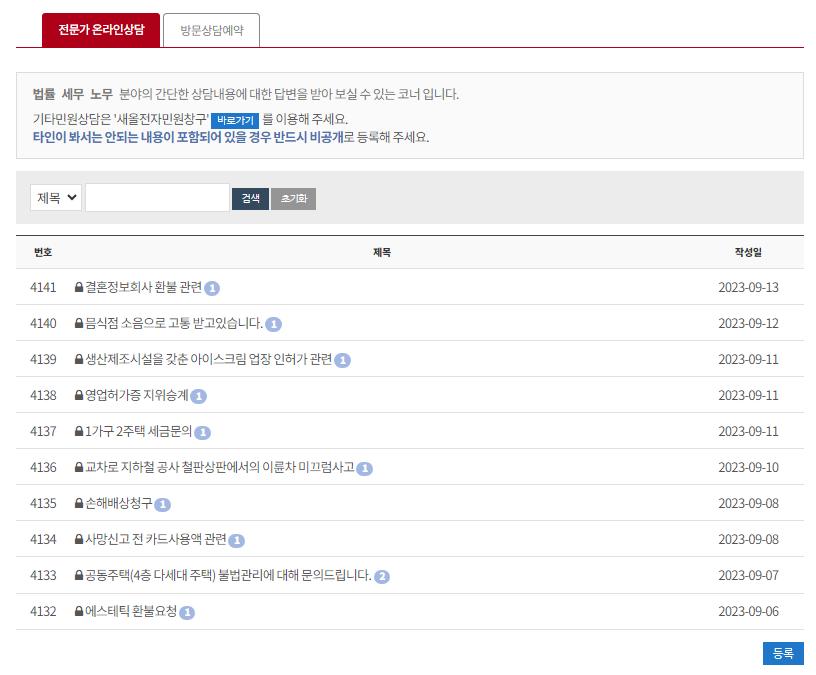 전문가 온라인상담 방문상담예약
법률 세무 노무 분야의 간단한 상담내용에 대한 답변을 받아 보실 수 있는 코너 입니다.
기타민원상담은 '새올전자민원창구' 바로가기 를 이용해 주세요.
타인이 봐서는 안되는 내용이 포함되어 있을 경우 반드시 비공개로 등록해 주세요.
제목 검색 초기화
번호 제목 작성일
4141 결혼정보회사 환불 관련 1 2023-09-13
4140 음식점 소음으로 고통 받고있습니다. 1 2023-09-12
4139 생산제조시설을 갖춘 아이스크림 업장 인허가 관련 1 2023-09-11
4138 영업허가증 지위승계 1 2023-09-11
4137 1가구 2주택 세금문의 1 2023-09-11
4136 교차로 지하철 공사 철판상판에서의 이륜차 미끄럼사고 1 2023-09-10
4135 손해배상청구 1 2023-09-08
4134 사망신고 전 카드사용액 관련 1 2023-09-08
4133 공동주택(4층 다세대 주택) 불법관리에 대해 문의드립니다. 2 2023-09-07
4132 에스테틱 환불요청 1 2023-09-06
등록